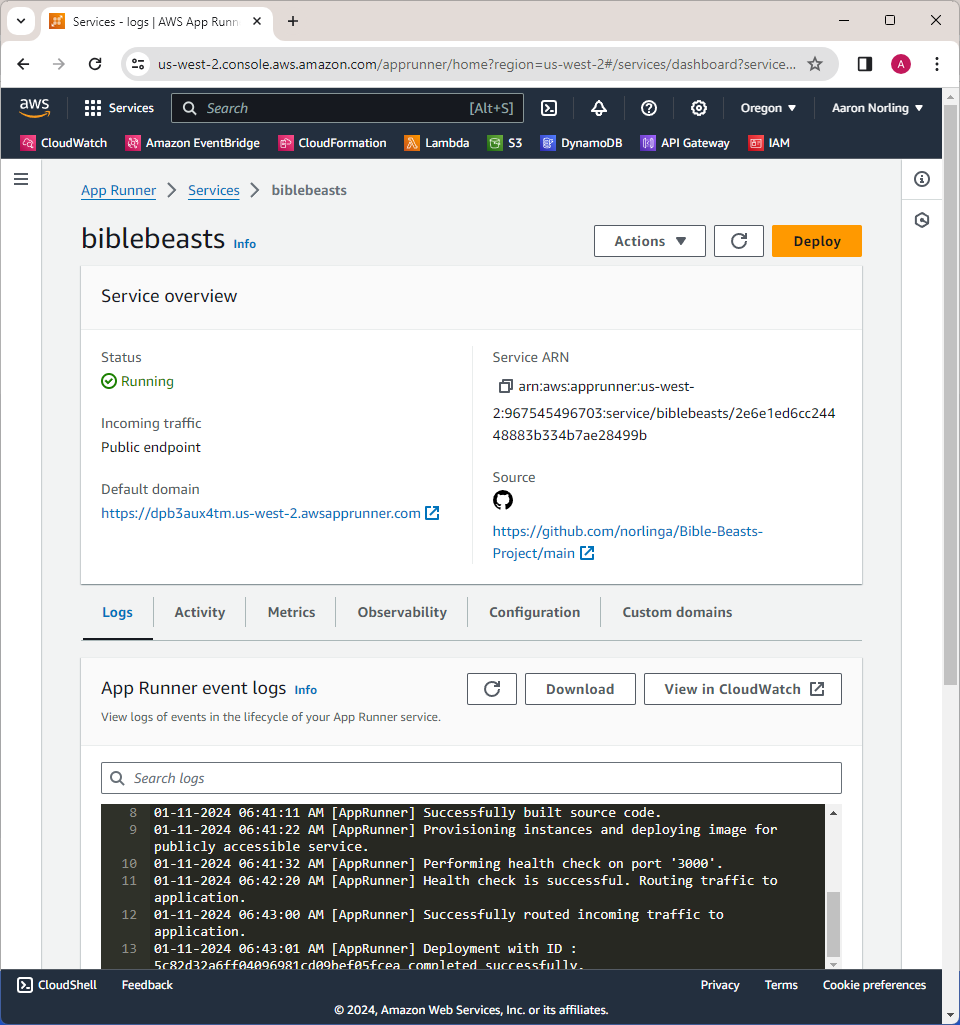 Services - logs | AWS App Runn
us-west-2.console.aws.amazon.com/apprunner/home?region=us-west-2#/services/dashboard?service...
A
aws
Services
Search
[Alt+S]
Oregon
Aaron Norling
CloudWatch
Amazon EventBridge
CloudFormation
Lambda
S3
DynamoDB
API Gateway
IAM
App Runner
Services
biblebeasts
biblebeasts Info
Actions
Deploy
Service overview
Status
Running
Incoming traffic
Public endpoint
Default domain
https://dpb3aux4tm.us-west-2.awsapprunner.com
Service ARN
arn:aws:apprunner:us-west-
2:967545496703:service/biblebeasts/2e6e1ed6cc244
48883b334b7ae28499b
Source
https://github.com/norlinga/Bible-Beasts-
Project/main
Logs
Activity
Metrics
Observability
Configuration
Custom domains
App Runner event logs Info
View logs of events in the lifecycle of your App Runner service.
Download
View in CloudWatch
Search logs
8 01-11-2024 06:41:11 AM [AppRunner] Successfully built source code.
9 01-11-2024 06:41:22 AM [AppRunner] Provisioning instances and deploying image for
publicly accessible service.
10 01-11-2024 06:41:32 AM [AppRunner] Performing health check on port '3000'.
11 01-11-2024 06:42:20 AM [AppRunner] Health check is successful. Routing traffic to
application.
12 01-11-2024 06:43:00 AM [AppRunner] Successfully routed incoming traffic to
application.
13 01-11-2024 06:43:01 AM [AppRunner] Deployment with ID :
5c82d32a6ff04096981cd09bef05fcea completed successfully.
CloudShell
Feedback
Privacy
Terms
Cookie preferences
© 2024, Amazon Web Services, Inc. or its affiliates.